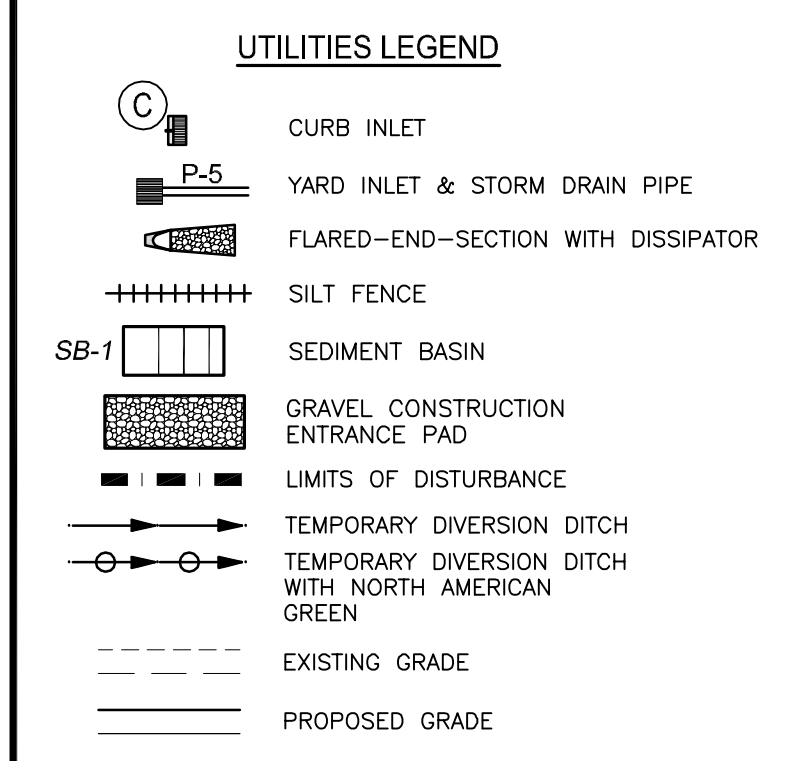 UTILITIES LEGEND
C
CURB INLET
P-5
YARD INLET & STORM DRAIN PIPE
FLARED-END-SECTION WITH DISSIPATOR
SILT FENCE
SB-1
SEDIMENT BASIN
GRAVEL CONSTRUCTION
ENTRANCE PAD
LIMITS OF DISTURBANCE
TEMPORARY DIVERSION DITCH
TEMPORARY DIVERSION DITCH
WITH NORTH AMERICAN
GREEN
EXISTING GRADE
PROPOSED GRADE